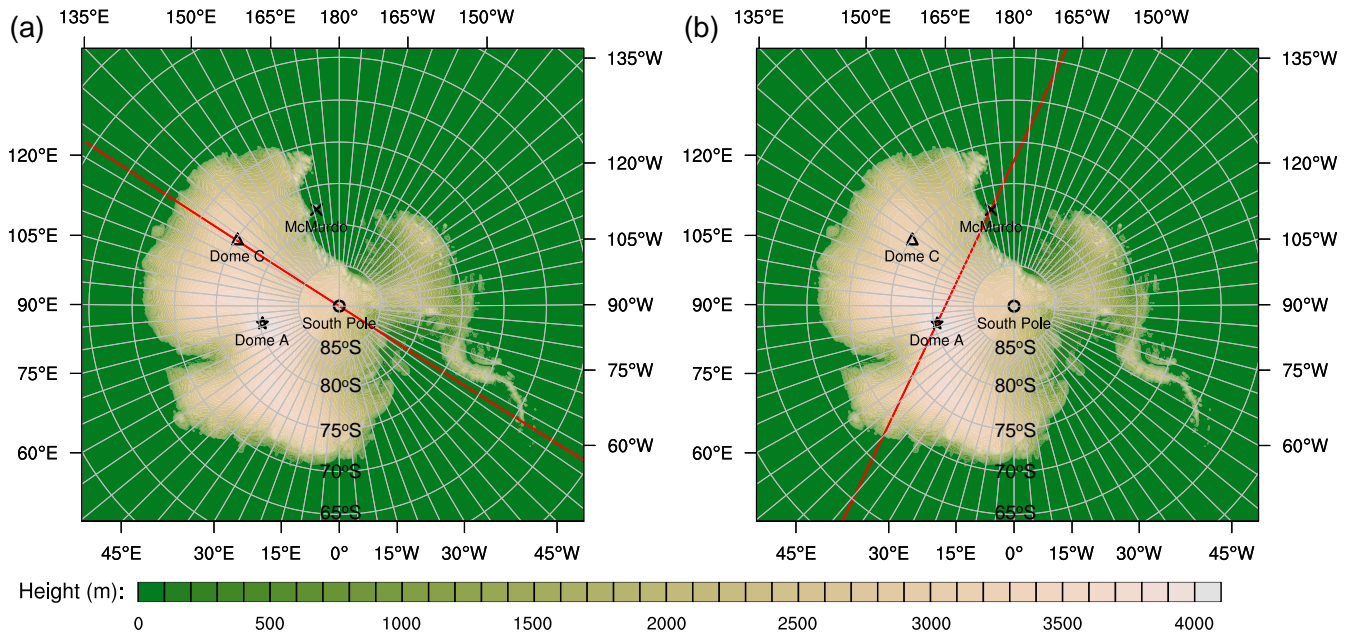 (a) 135°E 150°E 165°E 180° 165°W 150°W
135°W
120°E 120°W
McMurdo
105°E 105°W
Dome C
90°E 90°W
South Pole
Dome A
85°S
75°E 75°W
80°S
75°S
60°E 60°W
70°S
65°S
45°E 30°E 15°E 0° 15°W 30°W 45°W
(b) 135°E 150°E 165°E 180° 165°W 150°W
135°W
120°E 120°W
McMurdo
105°E 105°W
Dome C
90°E 90°W
South Pole
Dome A
85°S
75°E 75°W
80°S
75°S
60°E 60°W
70°S
65°S
45°E 30°E 15°E 0° 15°W 30°W 45°W
Height (m):
0 500 1000 1500 2000 2500 3000 3500 4000